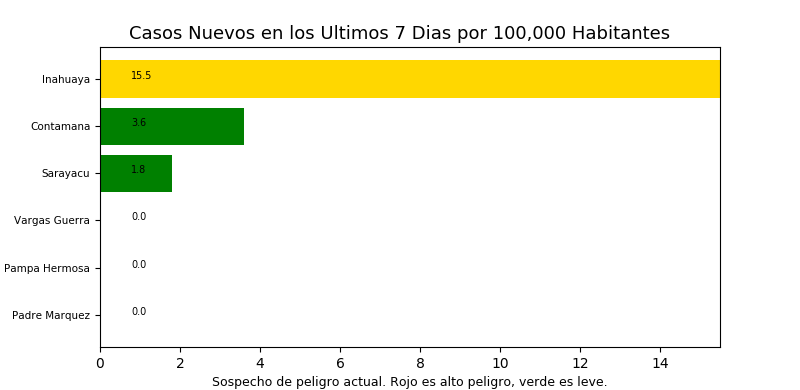 Casos Nuevos en los Ultimos 7 Dias por 100,000 Habitantes
Inahuaya 15.5
Contamana 3.6
Sarayacu 1.8
Vargas Guerra 0.0
Pampa Hermosa 0.0
Padre Marquez 0.0
0 2 4 6 8 10 12 14
Sospecho de peligro actual. Rojo es alto peligro, verde es leve.